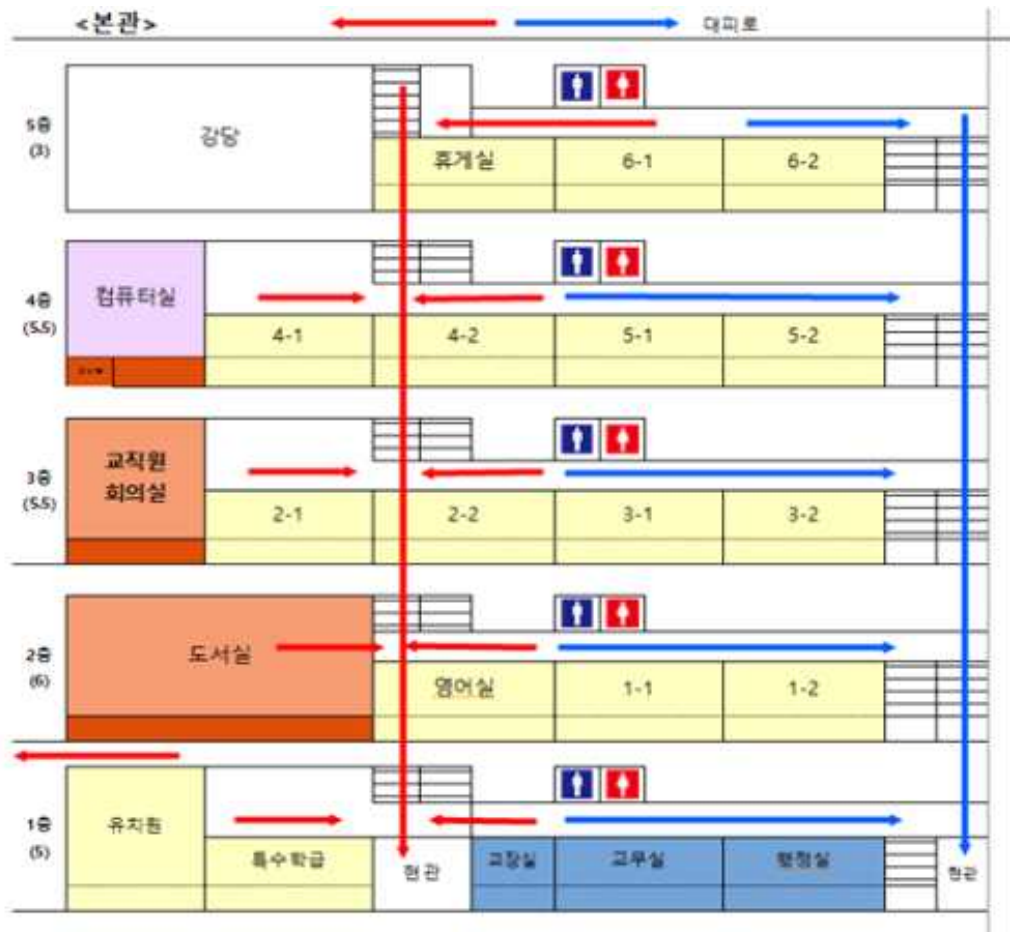 <본관>
대피로
5층
(3)
강당
휴게실
6-1
6-2
4층
(5.5)
컴퓨터실
4-1
4-2
5-1
5-2
3층
(5.5)
교직원
회의실
2-1
2-2
3-1
3-2
2층
(6)
도서실
영어실
1-1
1-2
1층
(5)
유치원
특수학급
현관
교장실
교무실
행정실
현관